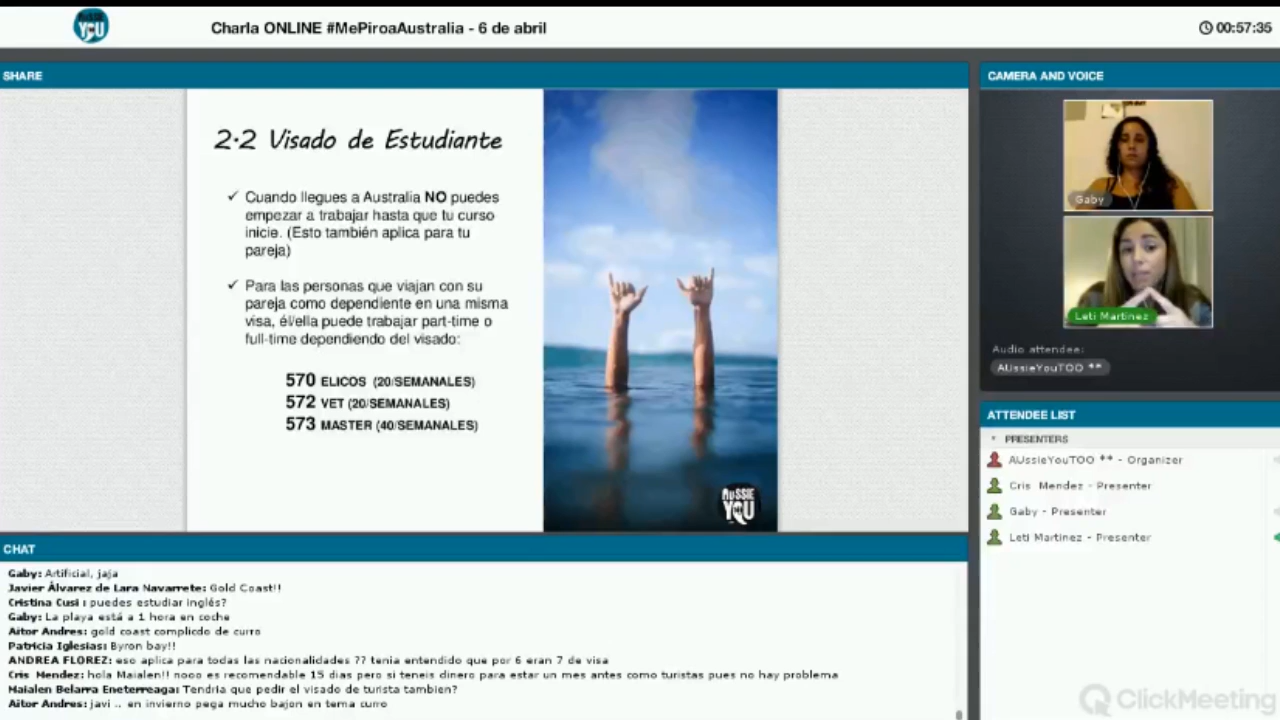 AUSSIE
YOU
Charla ONLINE #MePiroaAustralia - 6 de abril
00:57:35
SHARE
2.2 Visado de Estudiante
✓ Cuando llegues a Australia NO puedes
empezar a trabajar hasta que tu curso
inicie. (Esto también aplica para tu
pareja)
✓ Para las personas que viajan con su
pareja como dependiente en una misma
visa, él/ella puede trabajar part-time o
full-time dependiendo del visado:
570 ELICOS (20/SEMANALES)
572 VET (20/SEMANALES)
573 MASTER (40/SEMANALES)
AUSSIE
YOU
CAMERA AND VOICE
Gaby
Leti Martinez
Audio attendee:
AUssieYouTOO **
ATTENDEE LIST
PRESENTERS
AUssieYouTOO ** - Organizer
Cris Mendez - Presenter
Gaby - Presenter
Leti Martinez - Presenter
CHAT
Gaby: Artificial, jaja
Javier Álvarez de Lara Navarrete: Gold Coast!!
Cristina Cusi : puedes estudiar inglés?
Gaby: La playa está a 1 hora en coche
Aitor Andres: gold coast complicdo de curro
Patricia Iglesias: Byron bay!!
ANDREA FLOREZ: eso aplica para todas las nacionalidades ?? tenia entendido que por 6 eran 7 de visa
Cris Mendez: hola Maialen!! nooo es recomendable 15 dias pero si teneis dinero para estar un mes antes como turistas pues no hay problema
Maialen Belarra Eneterreaga: Tendria que pedir el visado de turista tambien?
Aitor Andres: javi .. en invierno pega mucho bajon en tema curro
ClickMeeting